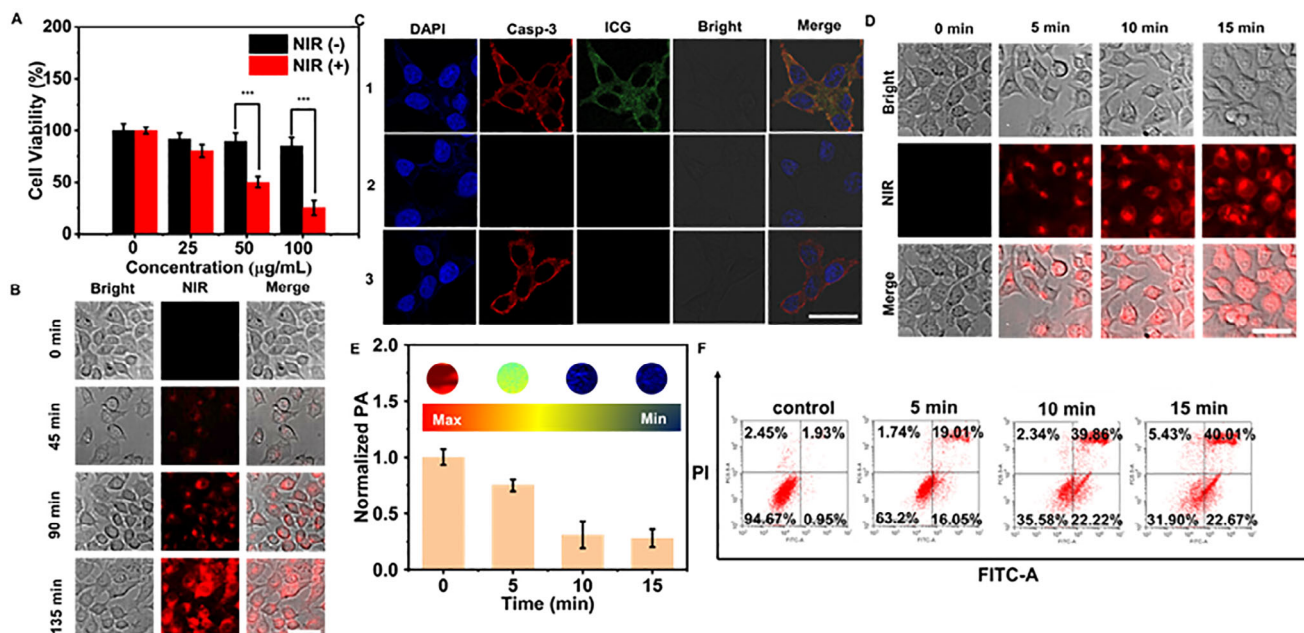 A
200
150
100
50
0
Cell Viability (%)
NIR (-)
NIR (+)
***
***
0 25 50 100
Concentration (μg/mL)
B
Bright NIR Merge
0 min
45 min
90 min
135 min
C
DAPI Casp-3 ICG Bright Merge
1
2
3
D
0 min 5 min 10 min 15 min
Bright
NIR
Merge
E
2.0
1.5
1.0
0.5
0.0
Normalized PA
Max Min
0 5 10 15
Time (min)
F
control 5 min 10 min 15 min
2.45% 1.93% 1.74% 19.01% 2.34% 39.86% 5.43% 40.01%
PI
94.67% 0.95% 63.2% 16.05% 35.58% 22.22% 31.90% 22.67%
FITC-A FITC-A FITC-A FITC-A
FITC-A